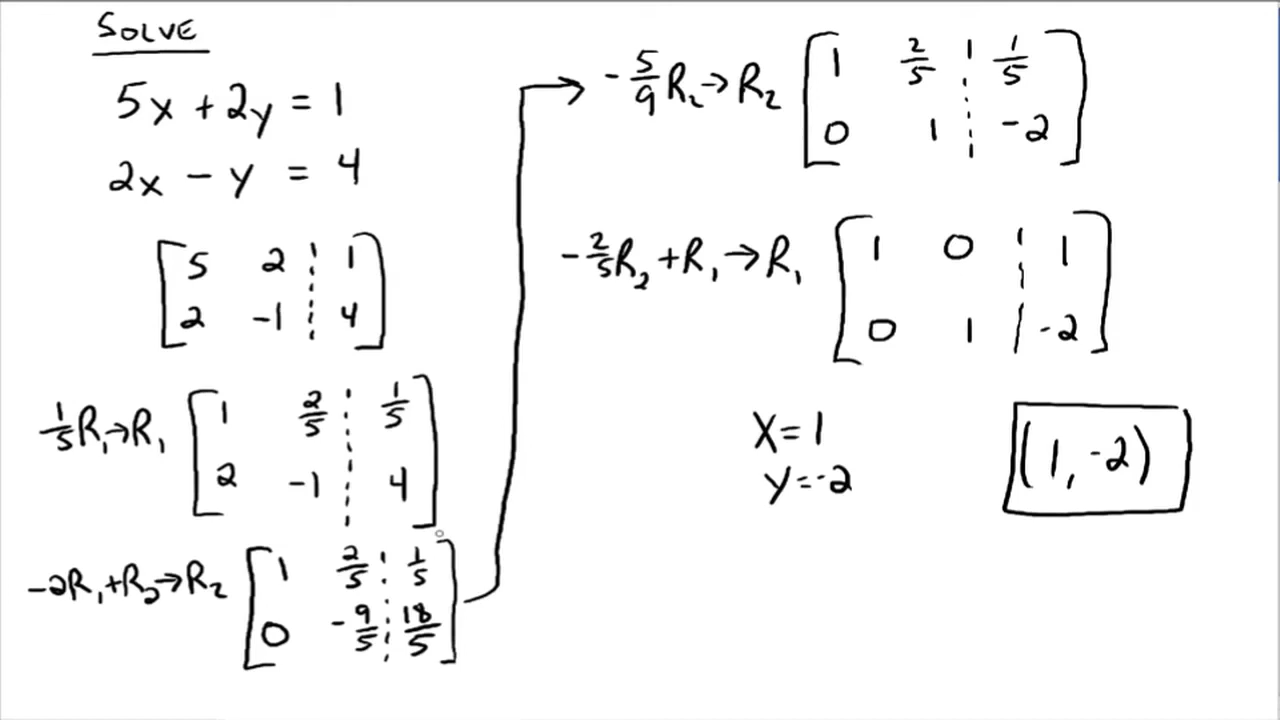 SOLVE
5x + 2y = 1
2x - y = 4
[5 2 ¦ 1]
[2 -1 ¦ 4]
1/5 R₁→R₁ [1 2/5 ¦ 1/5]
[2 -1 ¦ 4]
-2R₁+R₂→R₂ [1 2/5 ¦ 1/5]
[0 -9/5 ¦ 18/5]
-5/9 R₂→R₂ [1 2/5 ¦ 1/5]
[0 1 ¦ -2]
-2/5 R₂+R₁→R₁ [1 0 ¦ 1]
[0 1 ¦ -2]
X=1
Y=-2
(1, -2)